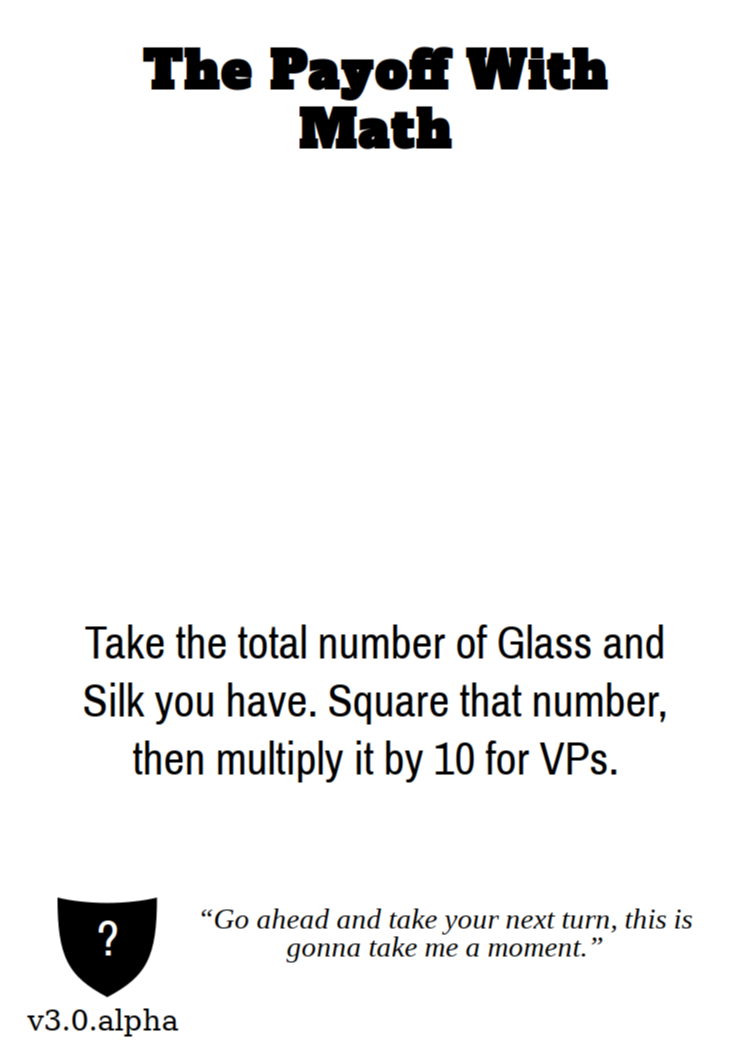 The Payoff With
Math
Take the total number of Glass and
Silk you have. Square that number,
then multiply it by 10 for VPs.
?
“Go ahead and take your next turn, this is
gonna take me a moment.”
v3.0.alpha